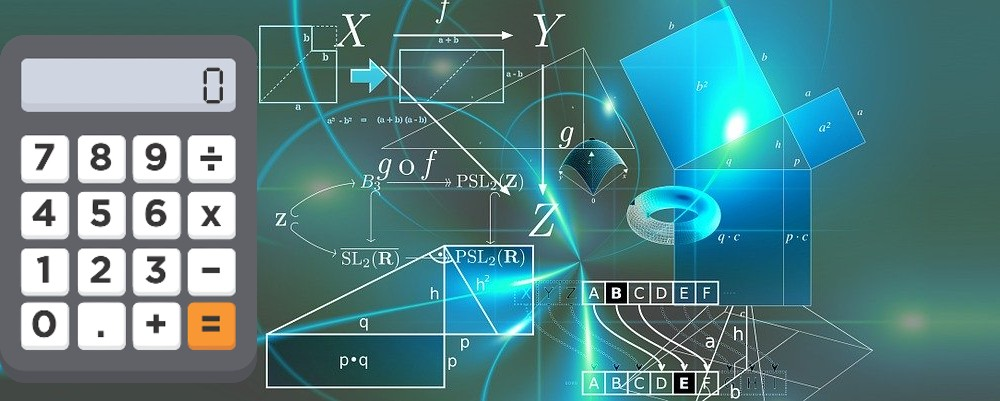 0
7 8 9 ÷
4 5 6 x
1 2 3 −
0 . + =
b
b
a
a² - b² = (a+b) (a-b)
a + b
a - b
X f Y
g
g ∘ f
Z
B₃ PSL₂(Z)
z
SL₂(R) PSL₂(R)
h
h²
q
p
p•q
p
b
b
b²
a
a
a²
h
q
p
q · c
p · c
0
X Y Z A B C D E F
A B C D E F
a
h
c
b